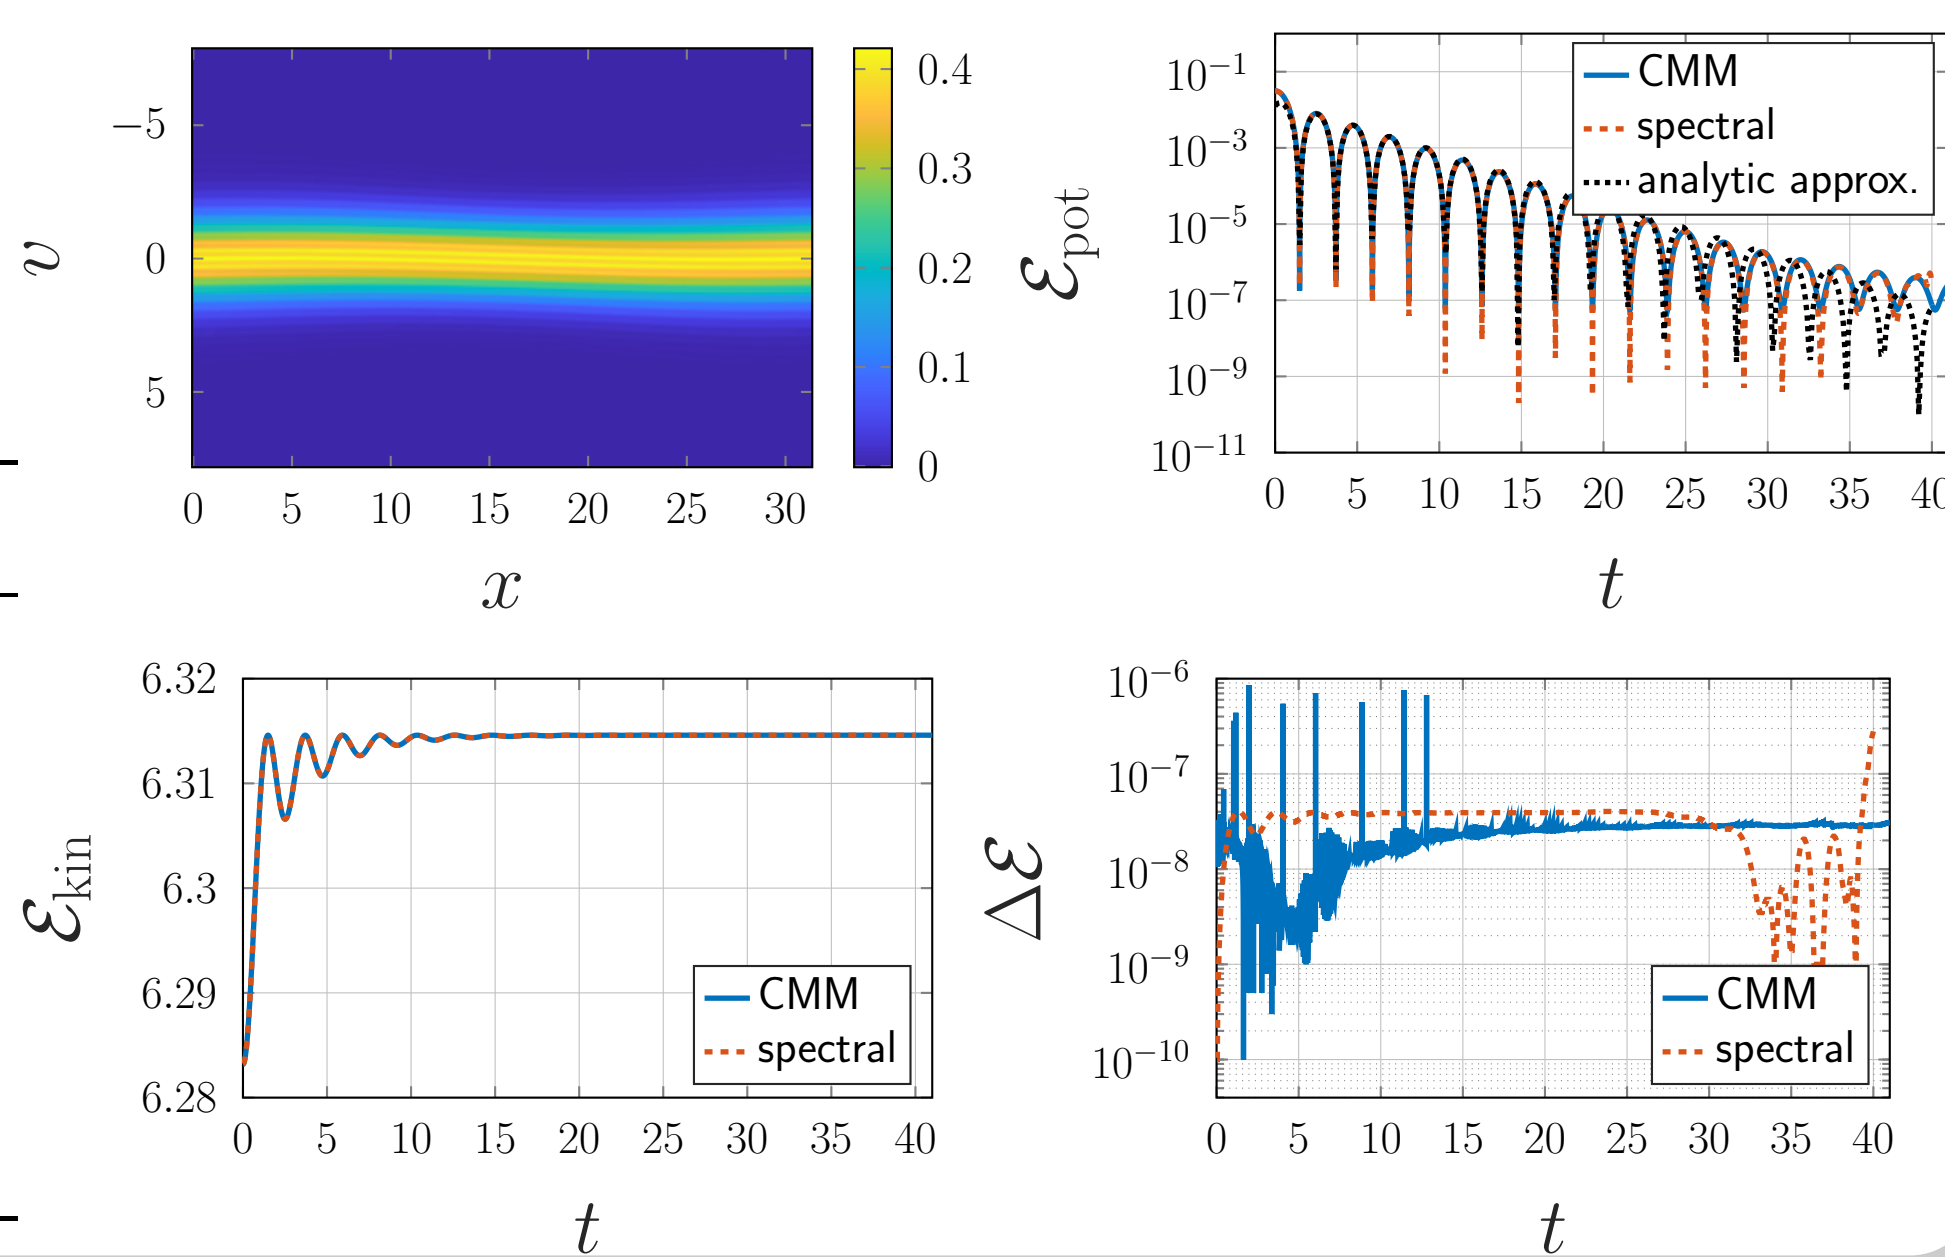 −5
0
5
v
0 5 10 15 20 25 30
x
0.4
0.3
0.2
0.1
0
10−1
10−3
10−5
10−7
10−9
10−11
ℰpot
CMM
spectral
analytic approx.
0 5 10 15 20 25 30 35 40
t
6.32
6.31
6.3
6.29
6.28
ℰkin
CMM
spectral
0 5 10 15 20 25 30 35 40
t
10−6
10−7
10−8
10−9
10−10
Δℰ
CMM
spectral
0 5 10 15 20 25 30 35 40
t